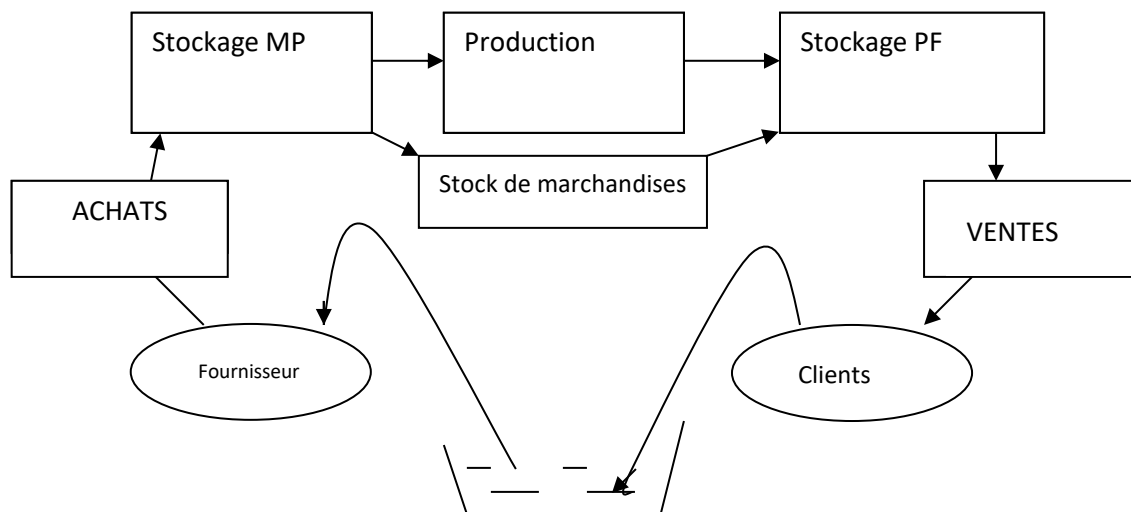 Stockage MP
Production
Stockage PF
Stock de marchandises
ACHATS
VENTES
Fournisseur
Clients